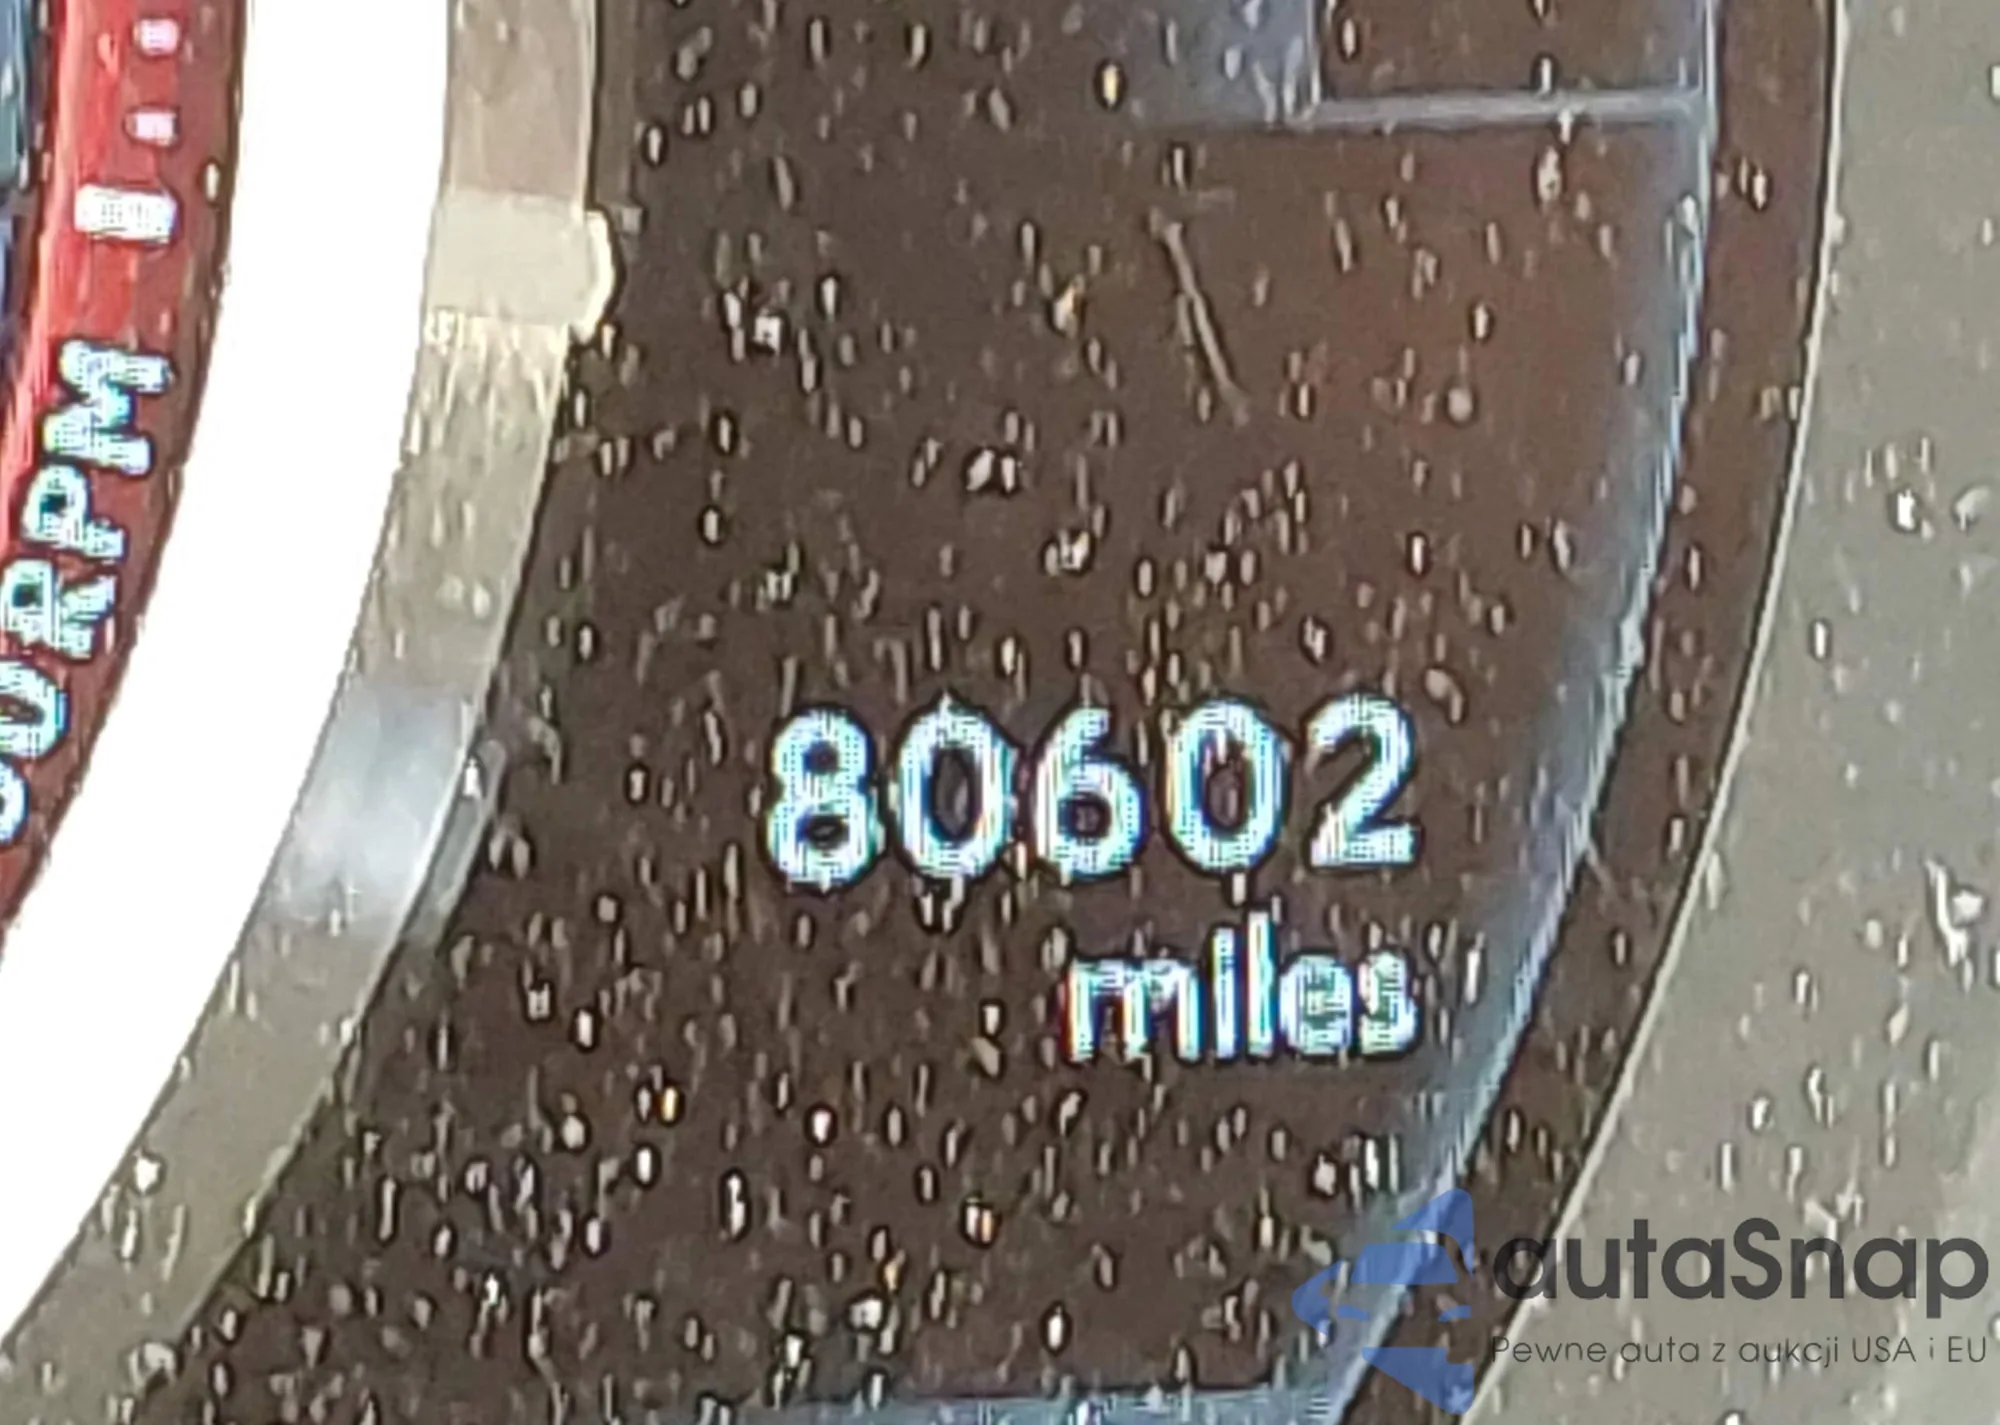 RPM
80602
miles
autaSnap
Pewne auta z aukcji USA i EU